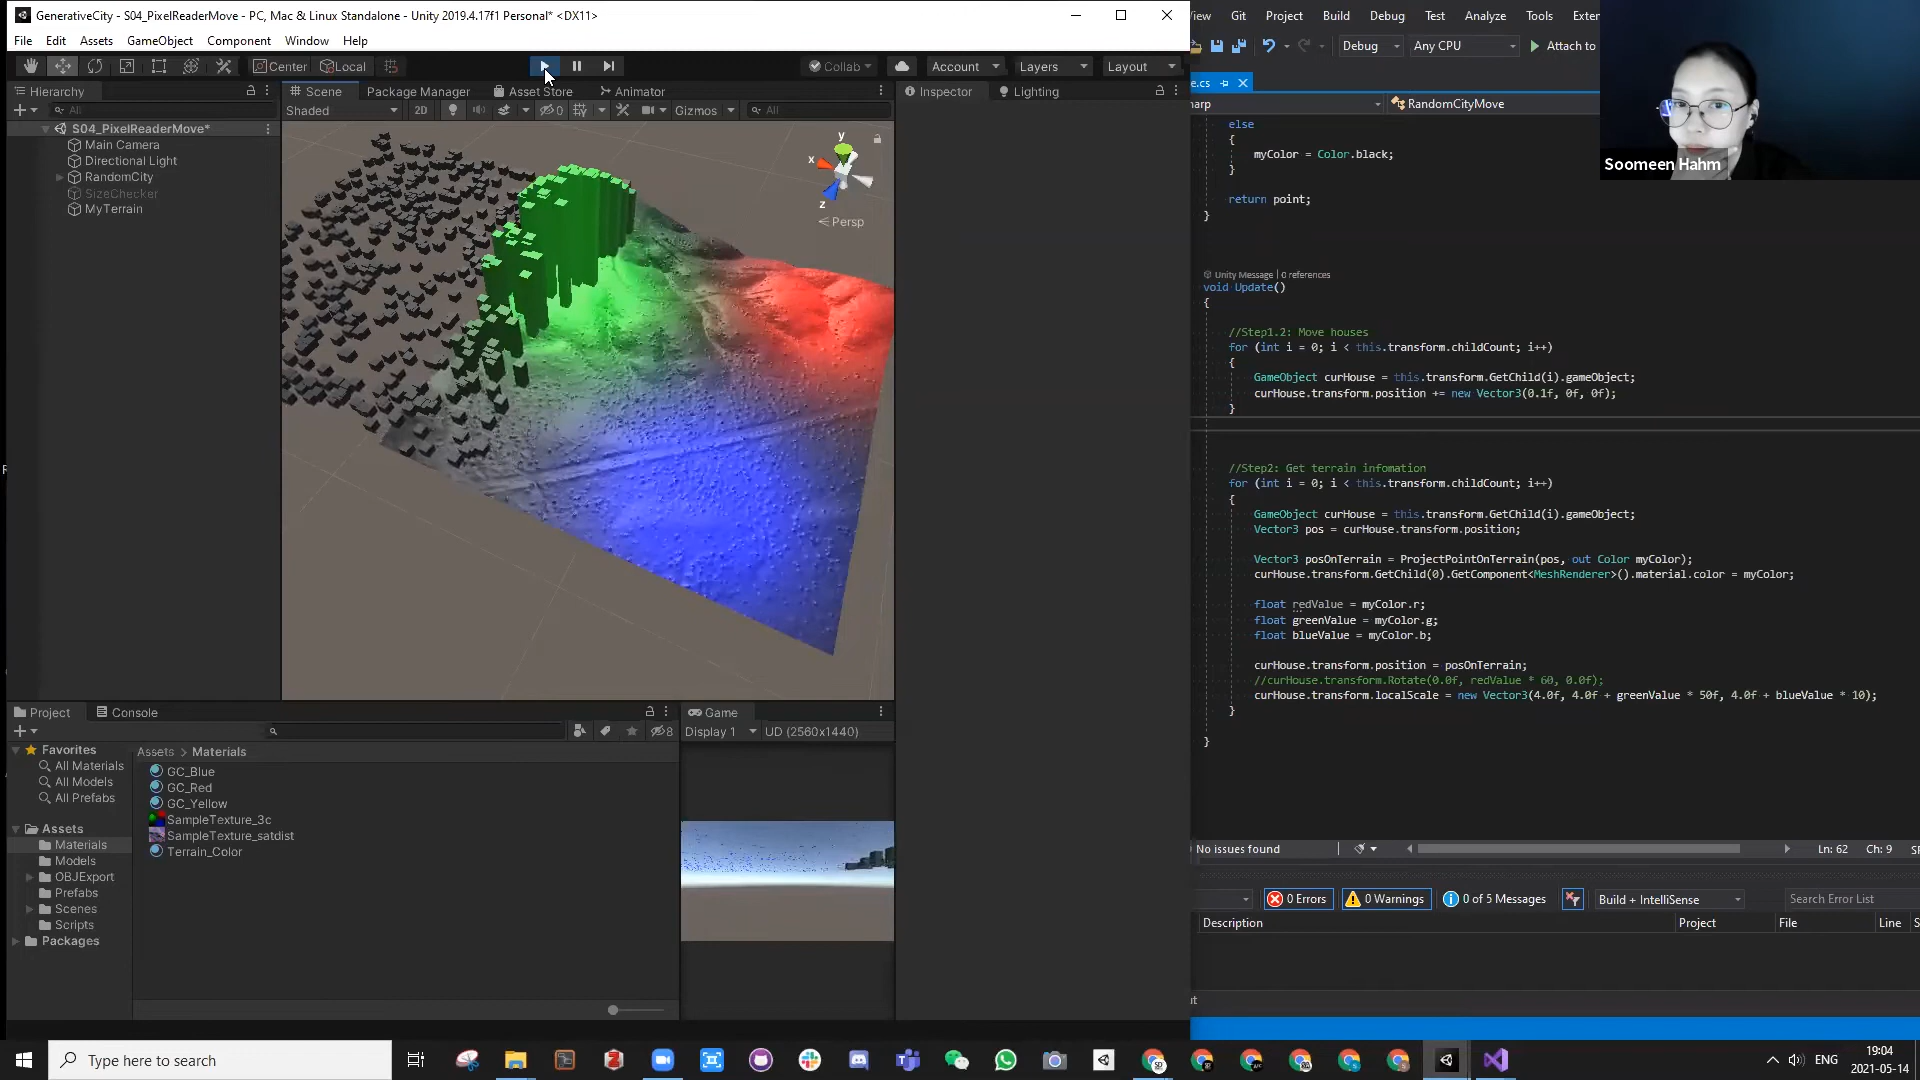 GenerativeCity - S04_PixelReaderMove - PC, Mac & Linux Standalone - Unity 2019.4.17f1 Personal* <DX11>
File Edit Assets GameObject Component Window Help
Center Local
Collab Account Layers Layout
Hierarchy
All
S04_PixelReaderMove*
Main Camera
Directional Light
RandomCity
SizeChecker
MyTerrain
Scene Package Manager Asset Store Animator
Shaded 2D 0 Gizmos All
y
x
z
Persp
Inspector Lighting
Project Console
8
Favorites
All Materials
All Models
All Prefabs
Assets
Materials
Models
OBJExport
Prefabs
Scenes
Scripts
Packages
Assets > Materials
GC_Blue
GC_Red
GC_Yellow
SampleTexture_3c
SampleTexture_satdist
Terrain_Color
Game
Display 1 UD (2560x1440)
View Git Project Build Debug Test Analyze Tools Exten
Debug Any CPU Attach to
e.cs
harp RandomCityMove
else
{
myColor = Color.black;
}
return point;
}
Unity Message | 0 references
void Update()
{
//Step1.2: Move houses
for (int i = 0; i < this.transform.childCount; i++)
{
GameObject curHouse = this.transform.GetChild(i).gameObject;
curHouse.transform.position += new Vector3(0.1f, 0f, 0f);
}
//Step2: Get terrain infomation
for (int i = 0; i < this.transform.childCount; i++)
{
GameObject curHouse = this.transform.GetChild(i).gameObject;
Vector3 pos = curHouse.transform.position;
Vector3 posOnTerrain = ProjectPointOnTerrain(pos, out Color myColor);
curHouse.transform.GetChild(0).GetComponent<MeshRenderer>().material.color = myColor;
float redValue = myColor.r;
float greenValue = myColor.g;
float blueValue = myColor.b;
curHouse.transform.position = posOnTerrain;
//curHouse.transform.Rotate(0.0f, redValue * 60, 0.0f);
curHouse.transform.localScale = new Vector3(4.0f, 4.0f + greenValue * 50f, 4.0f + blueValue * 10);
}
}
No issues found Ln: 62 Ch: 9 SP
0 Errors 0 Warnings 0 of 5 Messages Build + IntelliSense Search Error List
Description Project File Line S
ut
Soomeen Hahm
Type here to search
ENG
19:04
2021-05-14